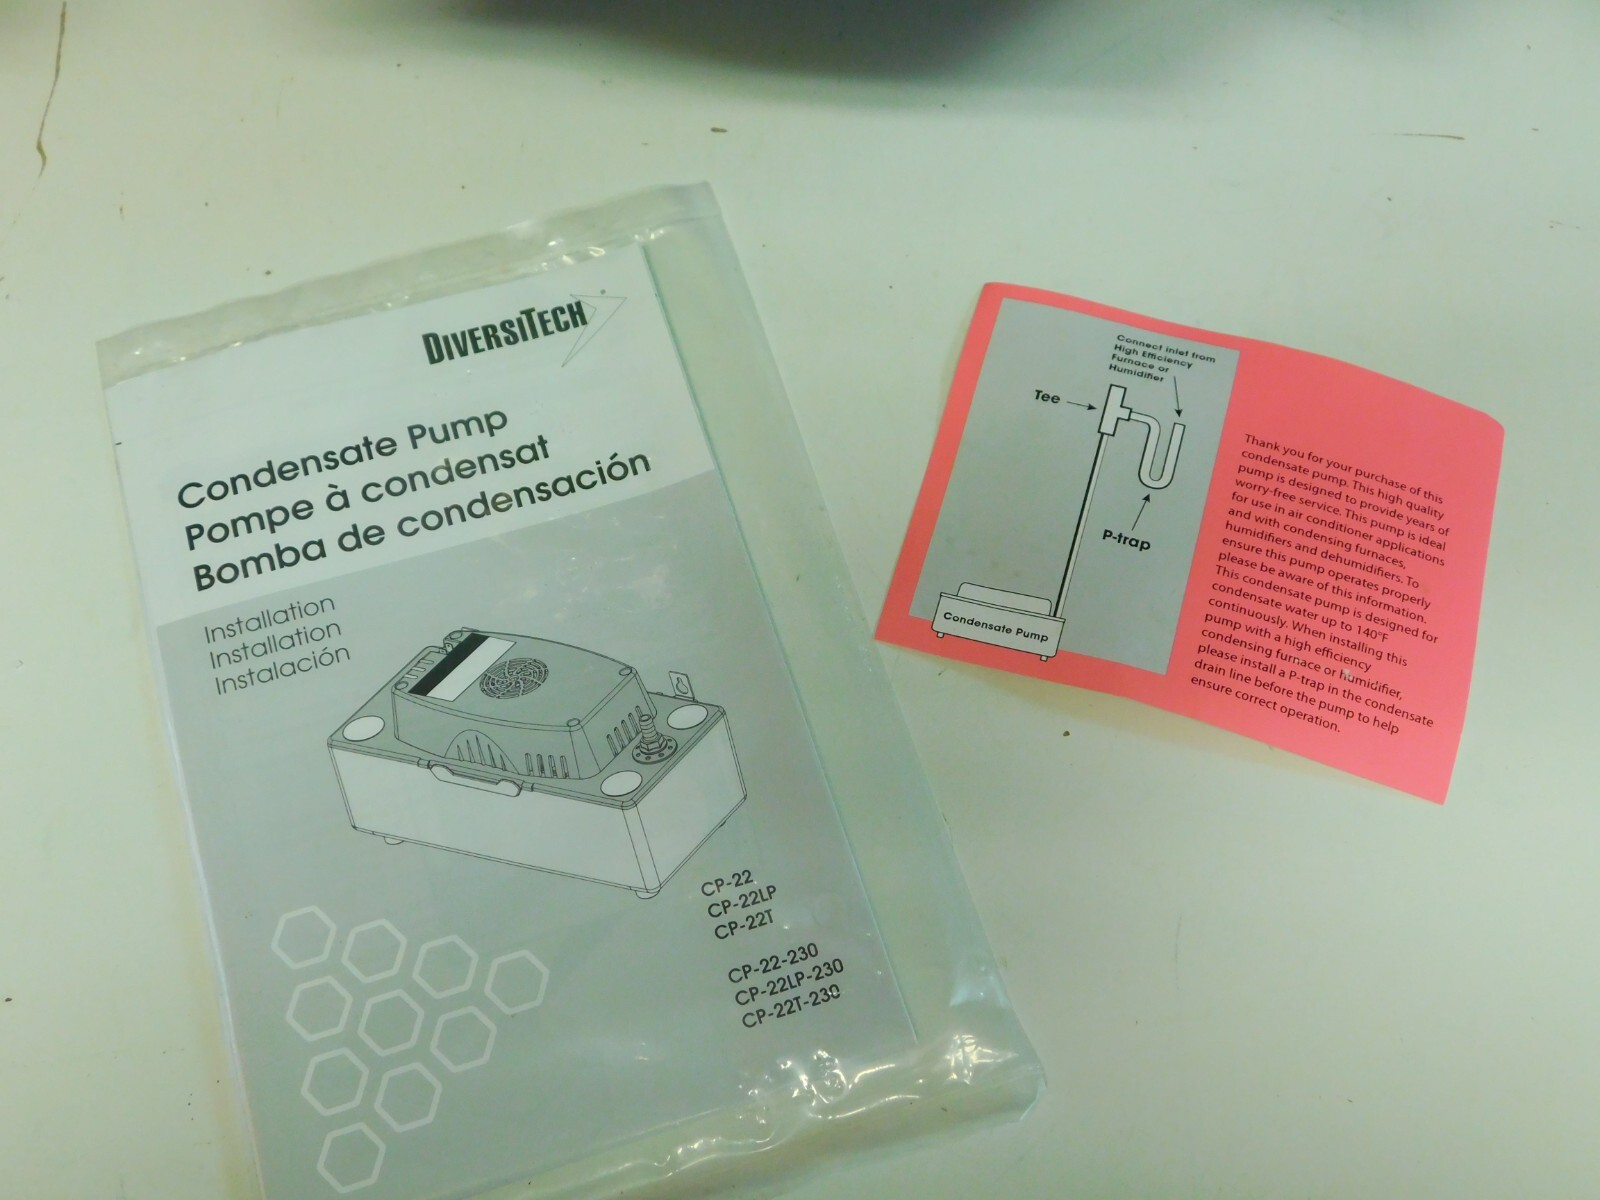 DIVERSITECH®
Condensate Pump
Pompe à condensat
Bomba de condensación
Installation
Installation
Instalación
CP-22
CP-22LP
CP-22T
CP-22-230
CP-22LP-230
CP-22T-230
Connect inlet from
High Efficiency
Furnace or
Humidifier
Tee
P-trap
Condensate Pump
Thank you for your purchase of this
condensate pump. This high quality
pump is designed to provide years of
worry-free service. This pump is ideal
for use in air conditioner applications
and with condensing furnaces,
humidifiers and dehumidifiers. To
ensure this pump operates properly
please be aware of this information.
This condensate pump is designed for
condensate water up to 140°F
continuously. When installing this
pump with a high efficiency
condensing furnace or humidifier,
please install a P-trap in the condensate
drain line before the pump to help
ensure correct operation.